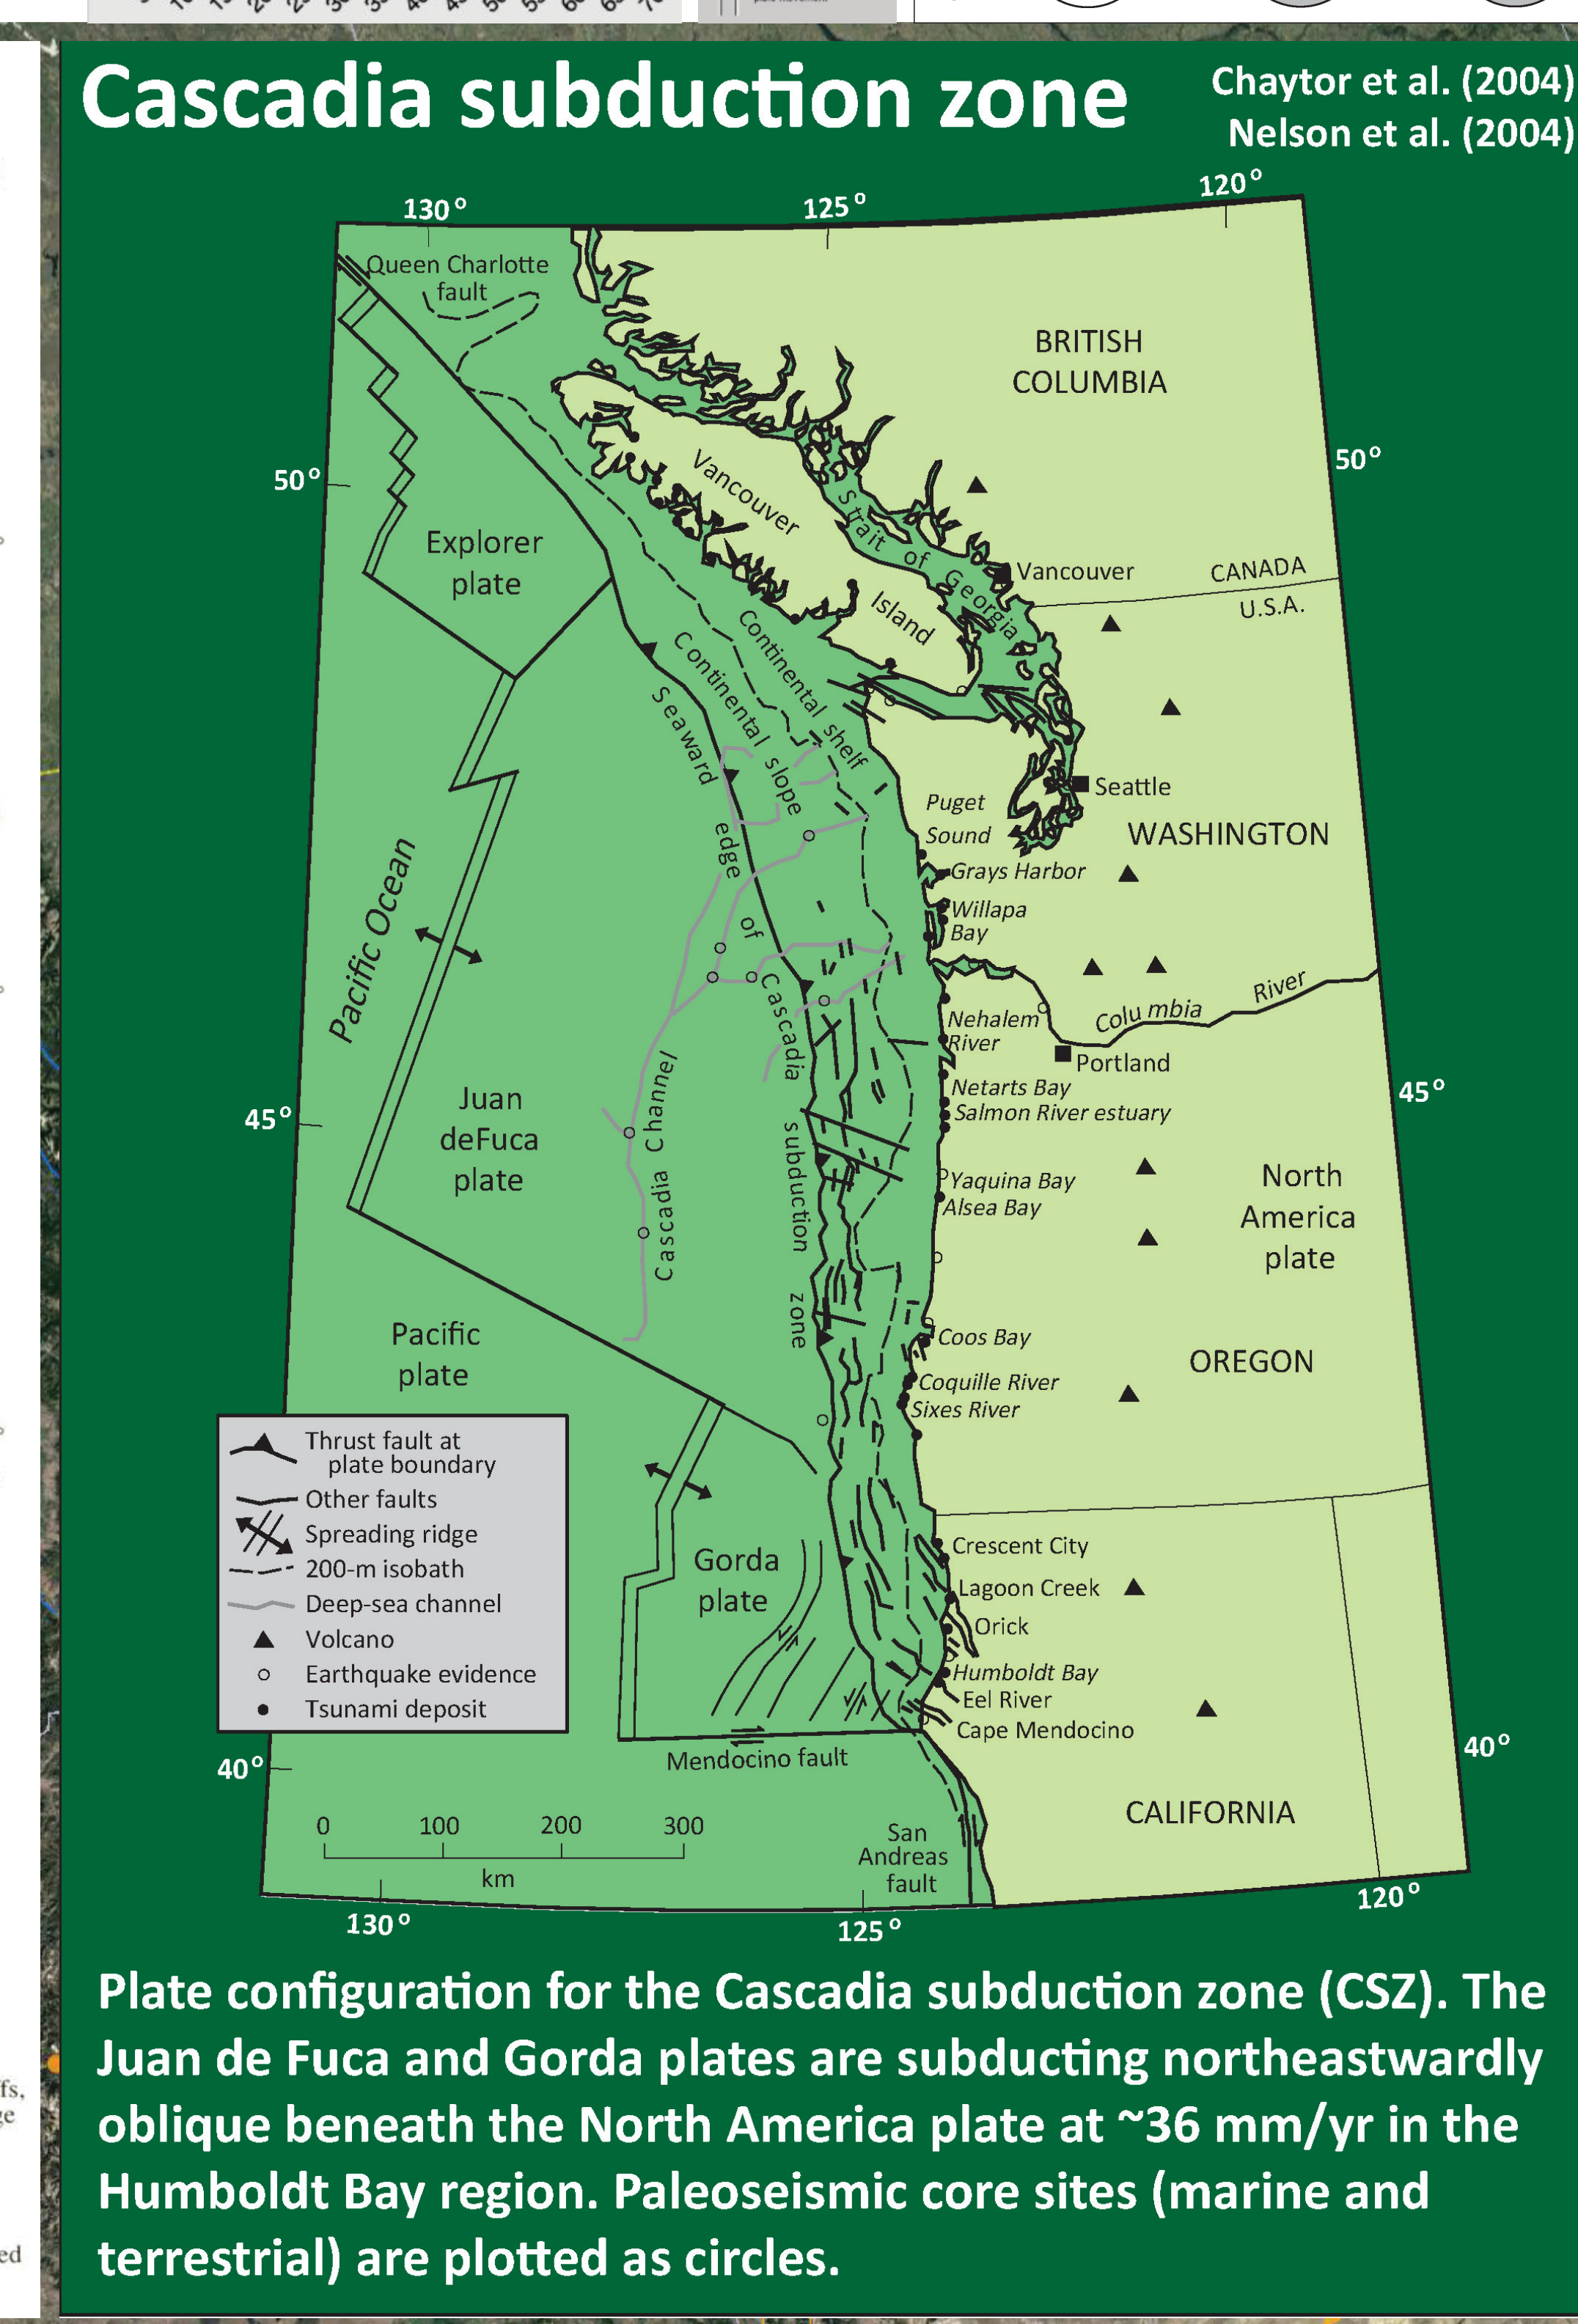 Cascadia subduction zone
Chaytor et al. (2004)
Nelson et al. (2004)
130°
125°
120°
Queen Charlotte
fault
BRITISH
COLUMBIA
50°
50°
Vancouver
Island
Strait of Georgia
Explorer
plate
Vancouver
CANADA
U.S.A.
Continental shelf
Continental slope
Seaward edge of Cascadia subduction zone
Seattle
Puget
Sound
WASHINGTON
Grays Harbor
Willapa
Bay
Pacific Ocean
Columbia River
Nehalem
River
Portland
Juan
deFuca
plate
Cascadia Channel
45°
45°
Netarts Bay
Salmon River estuary
Yaquina Bay
Alsea Bay
North
America
plate
Pacific
plate
Coos Bay
OREGON
Coquille River
Sixes River
Thrust fault at
plate boundary
Other faults
Spreading ridge
200-m isobath
Deep-sea channel
Volcano
Earthquake evidence
Tsunami deposit
Gorda
plate
Crescent City
Lagoon Creek
Orick
Humboldt Bay
Eel River
Cape Mendocino
Mendocino fault
40°
40°
CALIFORNIA
0 100 200 300
km
San
Andreas
fault
130°
125°
120°
Plate configuration for the Cascadia subduction zone (CSZ). The
Juan de Fuca and Gorda plates are subducting northeastwardly
oblique beneath the North America plate at ~36 mm/yr in the
Humboldt Bay region. Paleoseismic core sites (marine and
terrestrial) are plotted as circles.